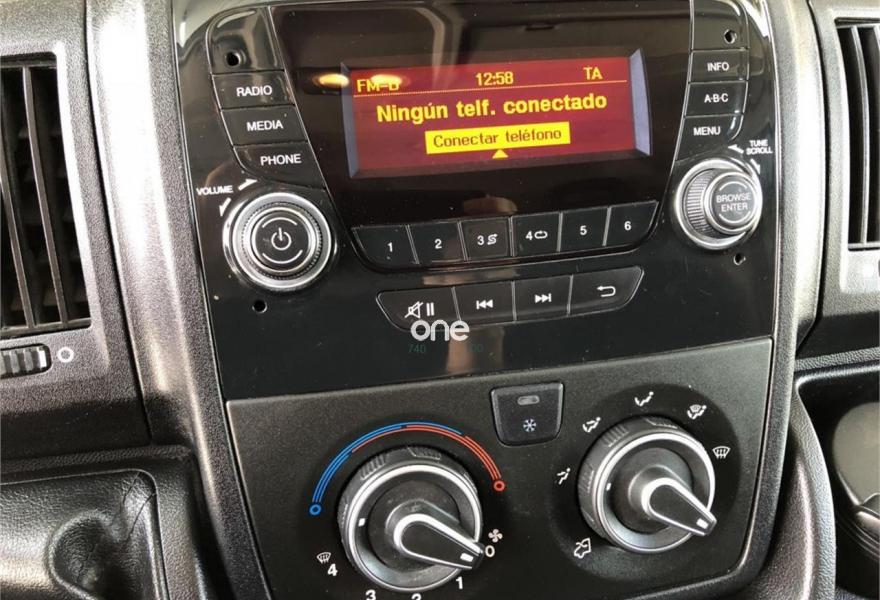 RADIO
MEDIA
PHONE
VOLUME
FM-B 12:58 TA
Ningún telf. conectado
Conectar teléfono
INFO
A-B-C
MENU
TUNE
SCROLL
BROWSE
ENTER
1 2 3 4 5 6
one
740
0
1
2
3
4